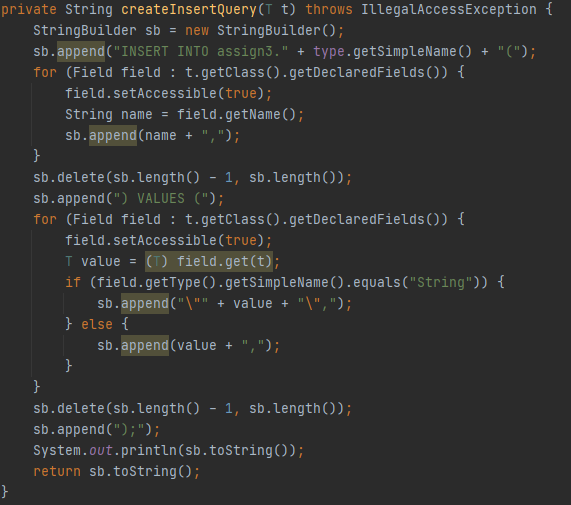 private String createInsertQuery(T t) throws IllegalAccessException {
    StringBuilder sb = new StringBuilder();
    sb.append("INSERT INTO assign3." + type.getSimpleName() + "(");
    for (Field field : t.getClass().getDeclaredFields()) {
        field.setAccessible(true);
        String name = field.getName();
        sb.append(name + ",");
    }
    sb.delete(sb.length() - 1, sb.length());
    sb.append(") VALUES (");
    for (Field field : t.getClass().getDeclaredFields()) {
        field.setAccessible(true);
        T value = (T) field.get(t);
        if (field.getType().getSimpleName().equals("String")) {
            sb.append("\"" + value + "\",");
        } else {
            sb.append(value + ",");
        }
    }
    sb.delete(sb.length() - 1, sb.length());
    sb.append(");");
    System.out.println(sb.toString());
    return sb.toString();
}